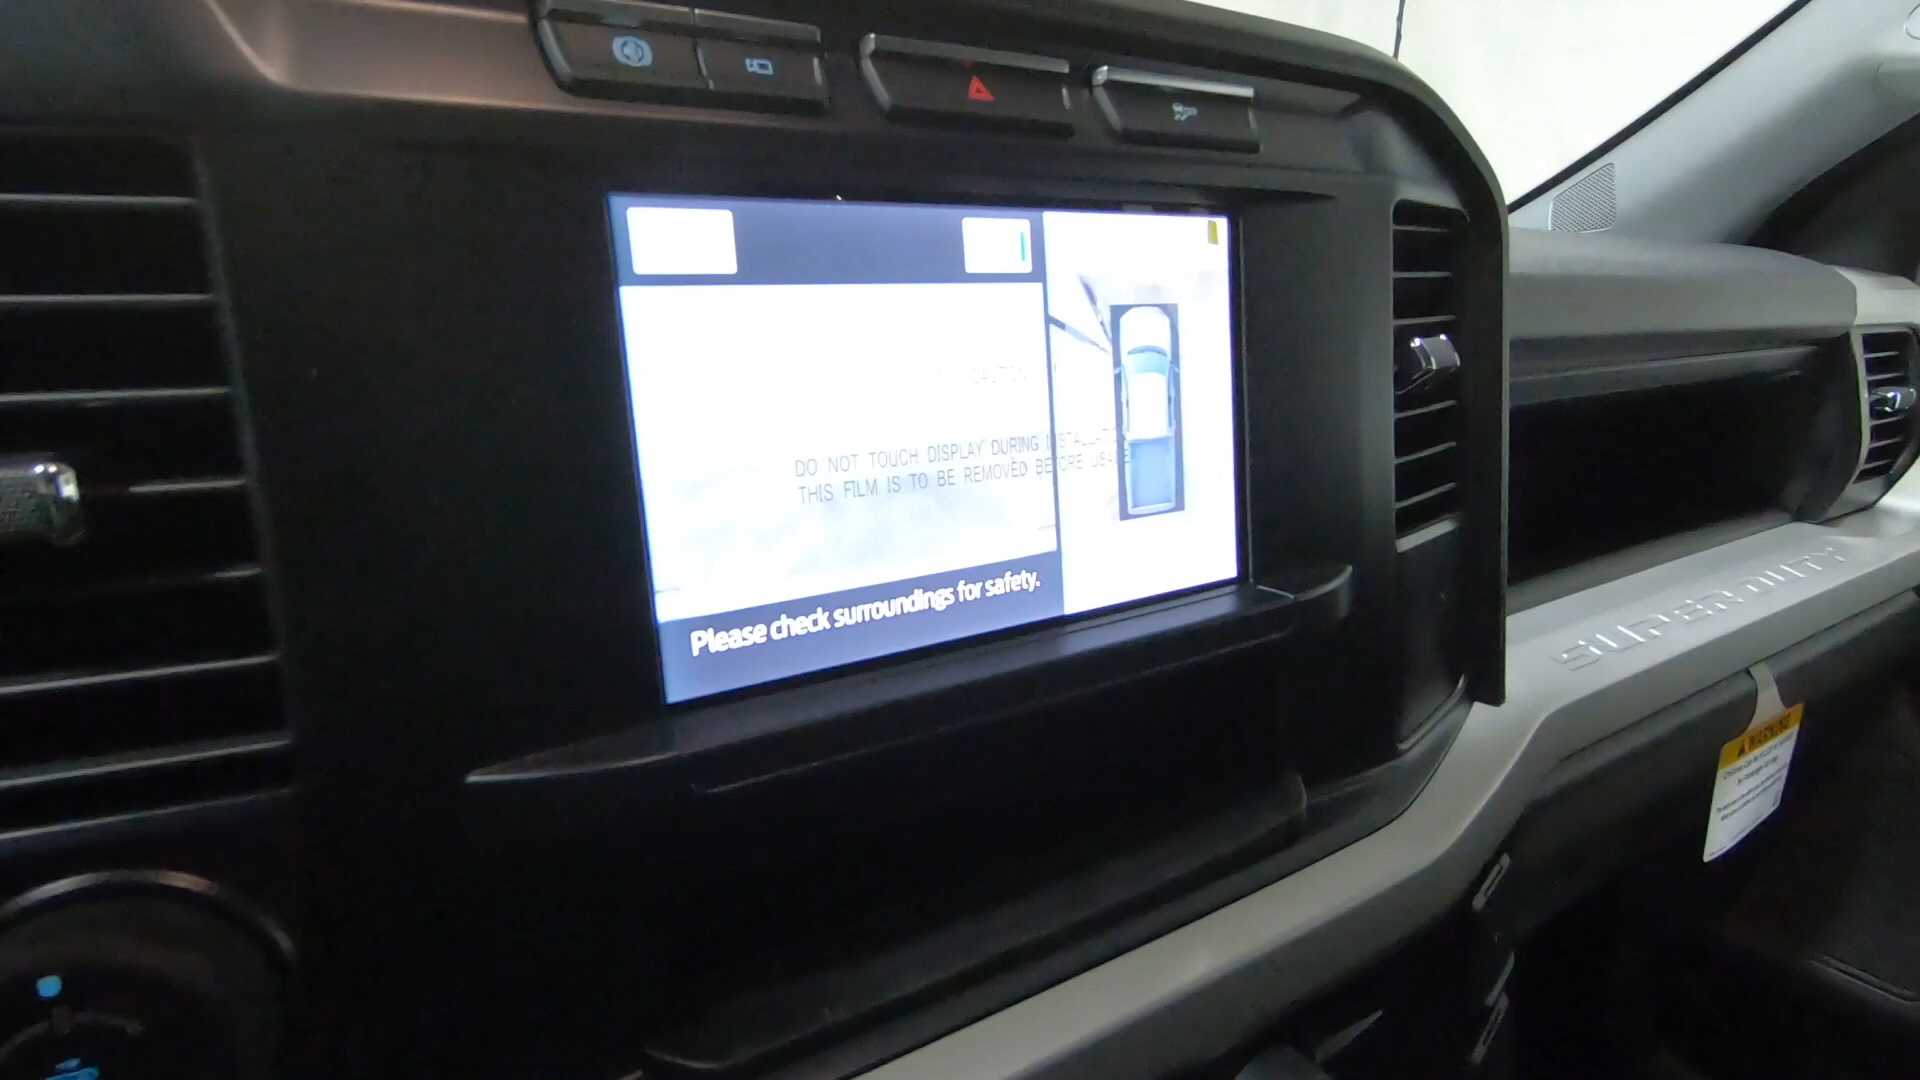 CAUTION
DO NOT TOUCH DISPLAY DURING INSTALLATION
THIS FILM IS TO BE REMOVED BEFORE USAGE
Please check surroundings for safety.
SUPER DUTY
WARNING